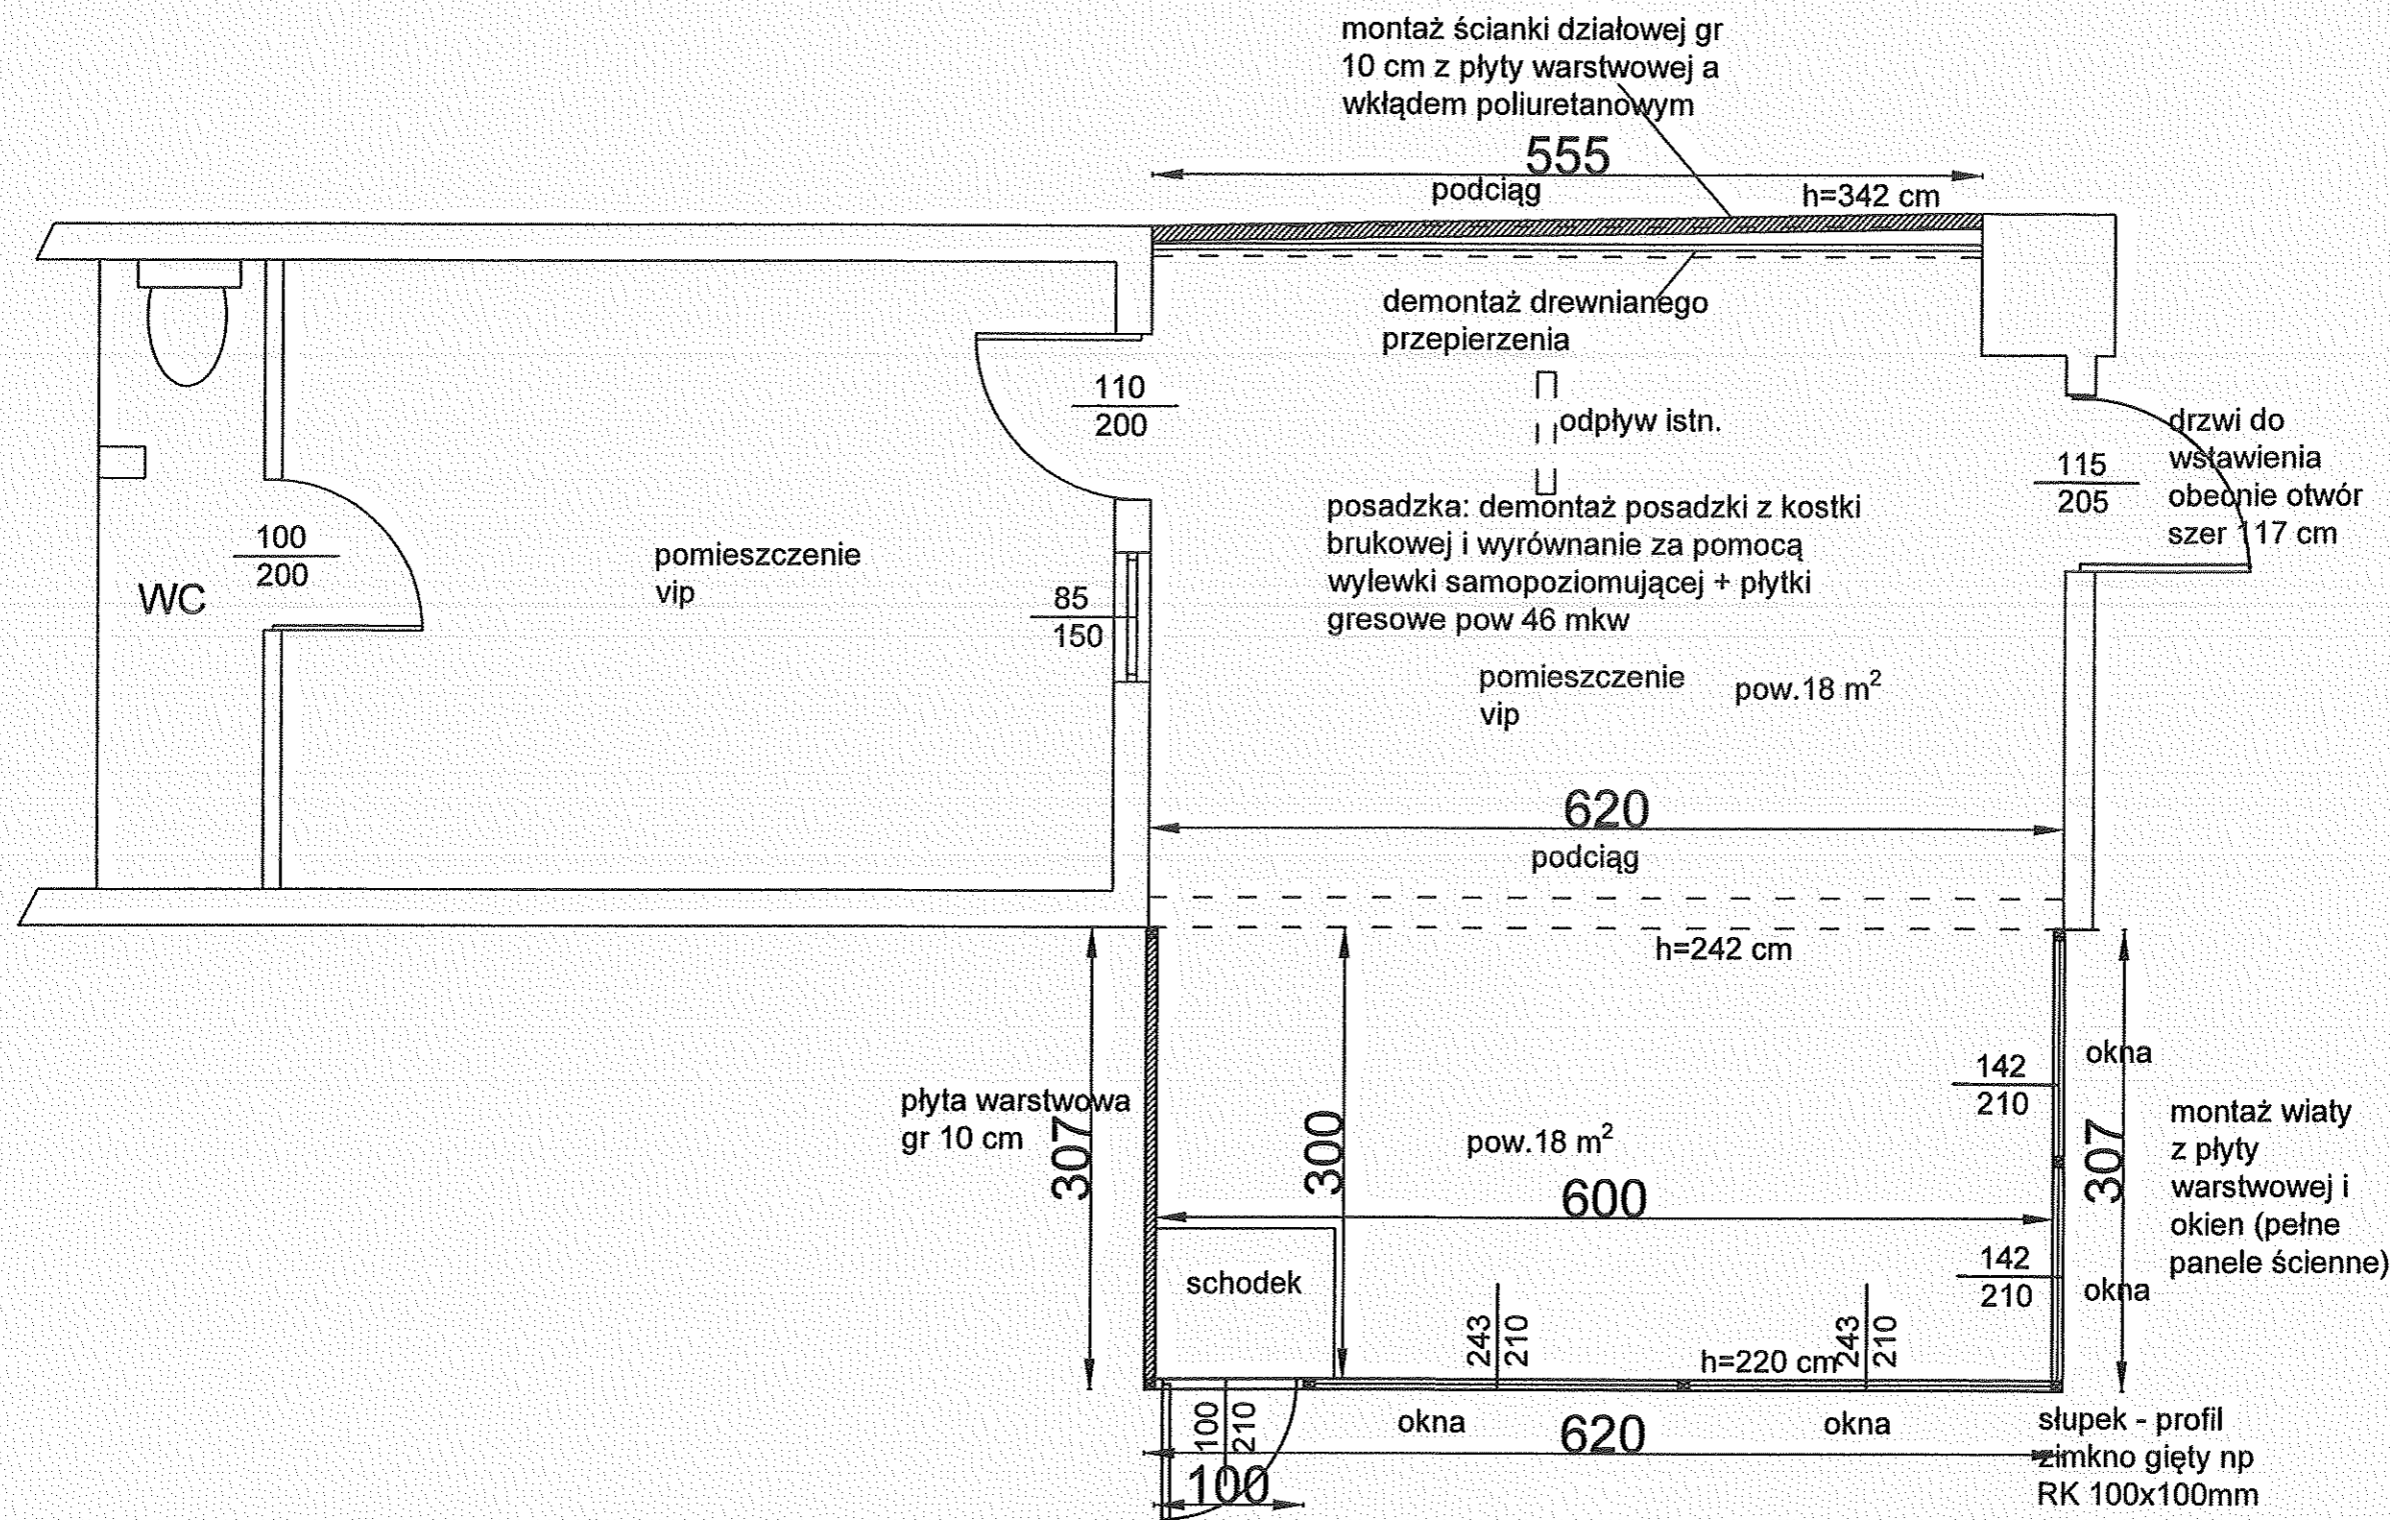 montaż ścianki działowej gr
10 cm z płyty warstwowej a
wkłądem poliuretanowym
555
podciąg
h=342 cm
demontaż drewnianego
przepierzenia
110
200
odpływ istn.
drzwi do
wstawienia
obecnie otwór
szer 117 cm
115
205
posadzka: demontaż posadzki z kostki
brukowej i wyrównanie za pomocą
wylewki samopoziomującej + płytki
gresowe pow 46 mkw
100
200
WC
pomieszczenie
vip
85
150
pomieszczenie
vip
pow.18 m²
620
podciąg
h=242 cm
płyta warstwowa
gr 10 cm
307
300
pow.18 m²
600
142
210
okna
307
montaż wiaty
z płyty
warstwowej i
okien (pełne
panele ścienne)
142
210
okna
schodek
243
210
h=220 cm
243
210
100
210
okna
620
okna
100
słupek - profil
zimkno gięty np
RK 100x100mm